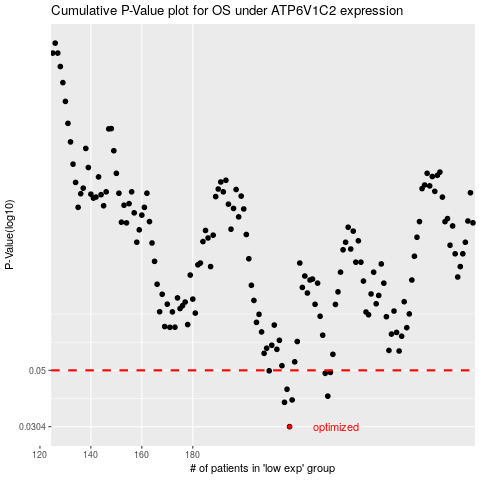 Cumulative P-Value plot for OS under ATP6V1C2 expression
P-Value(log10)
0.05
0.0304
optimized
120 140 160 180
# of patients in 'low exp' group